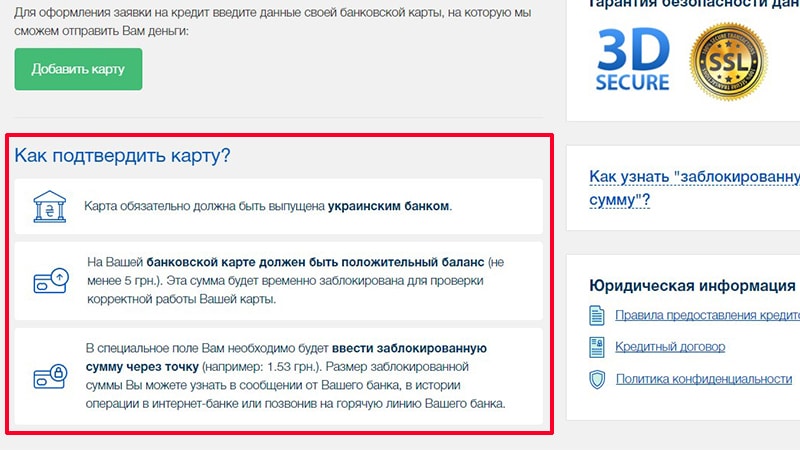 Для оформления заявки на кредит введите данные своей банковской карты, на которую мы
сможем отправить Вам деньги:
Добавить карту
Как подтвердить карту?
Карта обязательно должна быть выпущена украинским банком.
На Вашей банковской карте должен быть положительный баланс (не
менее 5 грн.). Эта сумма будет временно заблокирована для проверки
корректной работы Вашей карты.
В специальное поле Вам необходимо будет ввести заблокированную
сумму через точку (например: 1.53 грн.). Размер заблокированной
суммы Вы можете узнать в сообщении от Вашего банка, в истории
операции в интернет-банке или позвонив на горячую линию Вашего банка.
Гарантия безопасности дан
3D
SECURE
SSL
Как узнать "заблокированну
сумму"?
Юридическая информация
Правила предоставления кредито
Кредитный договор
Политика конфиденциальности